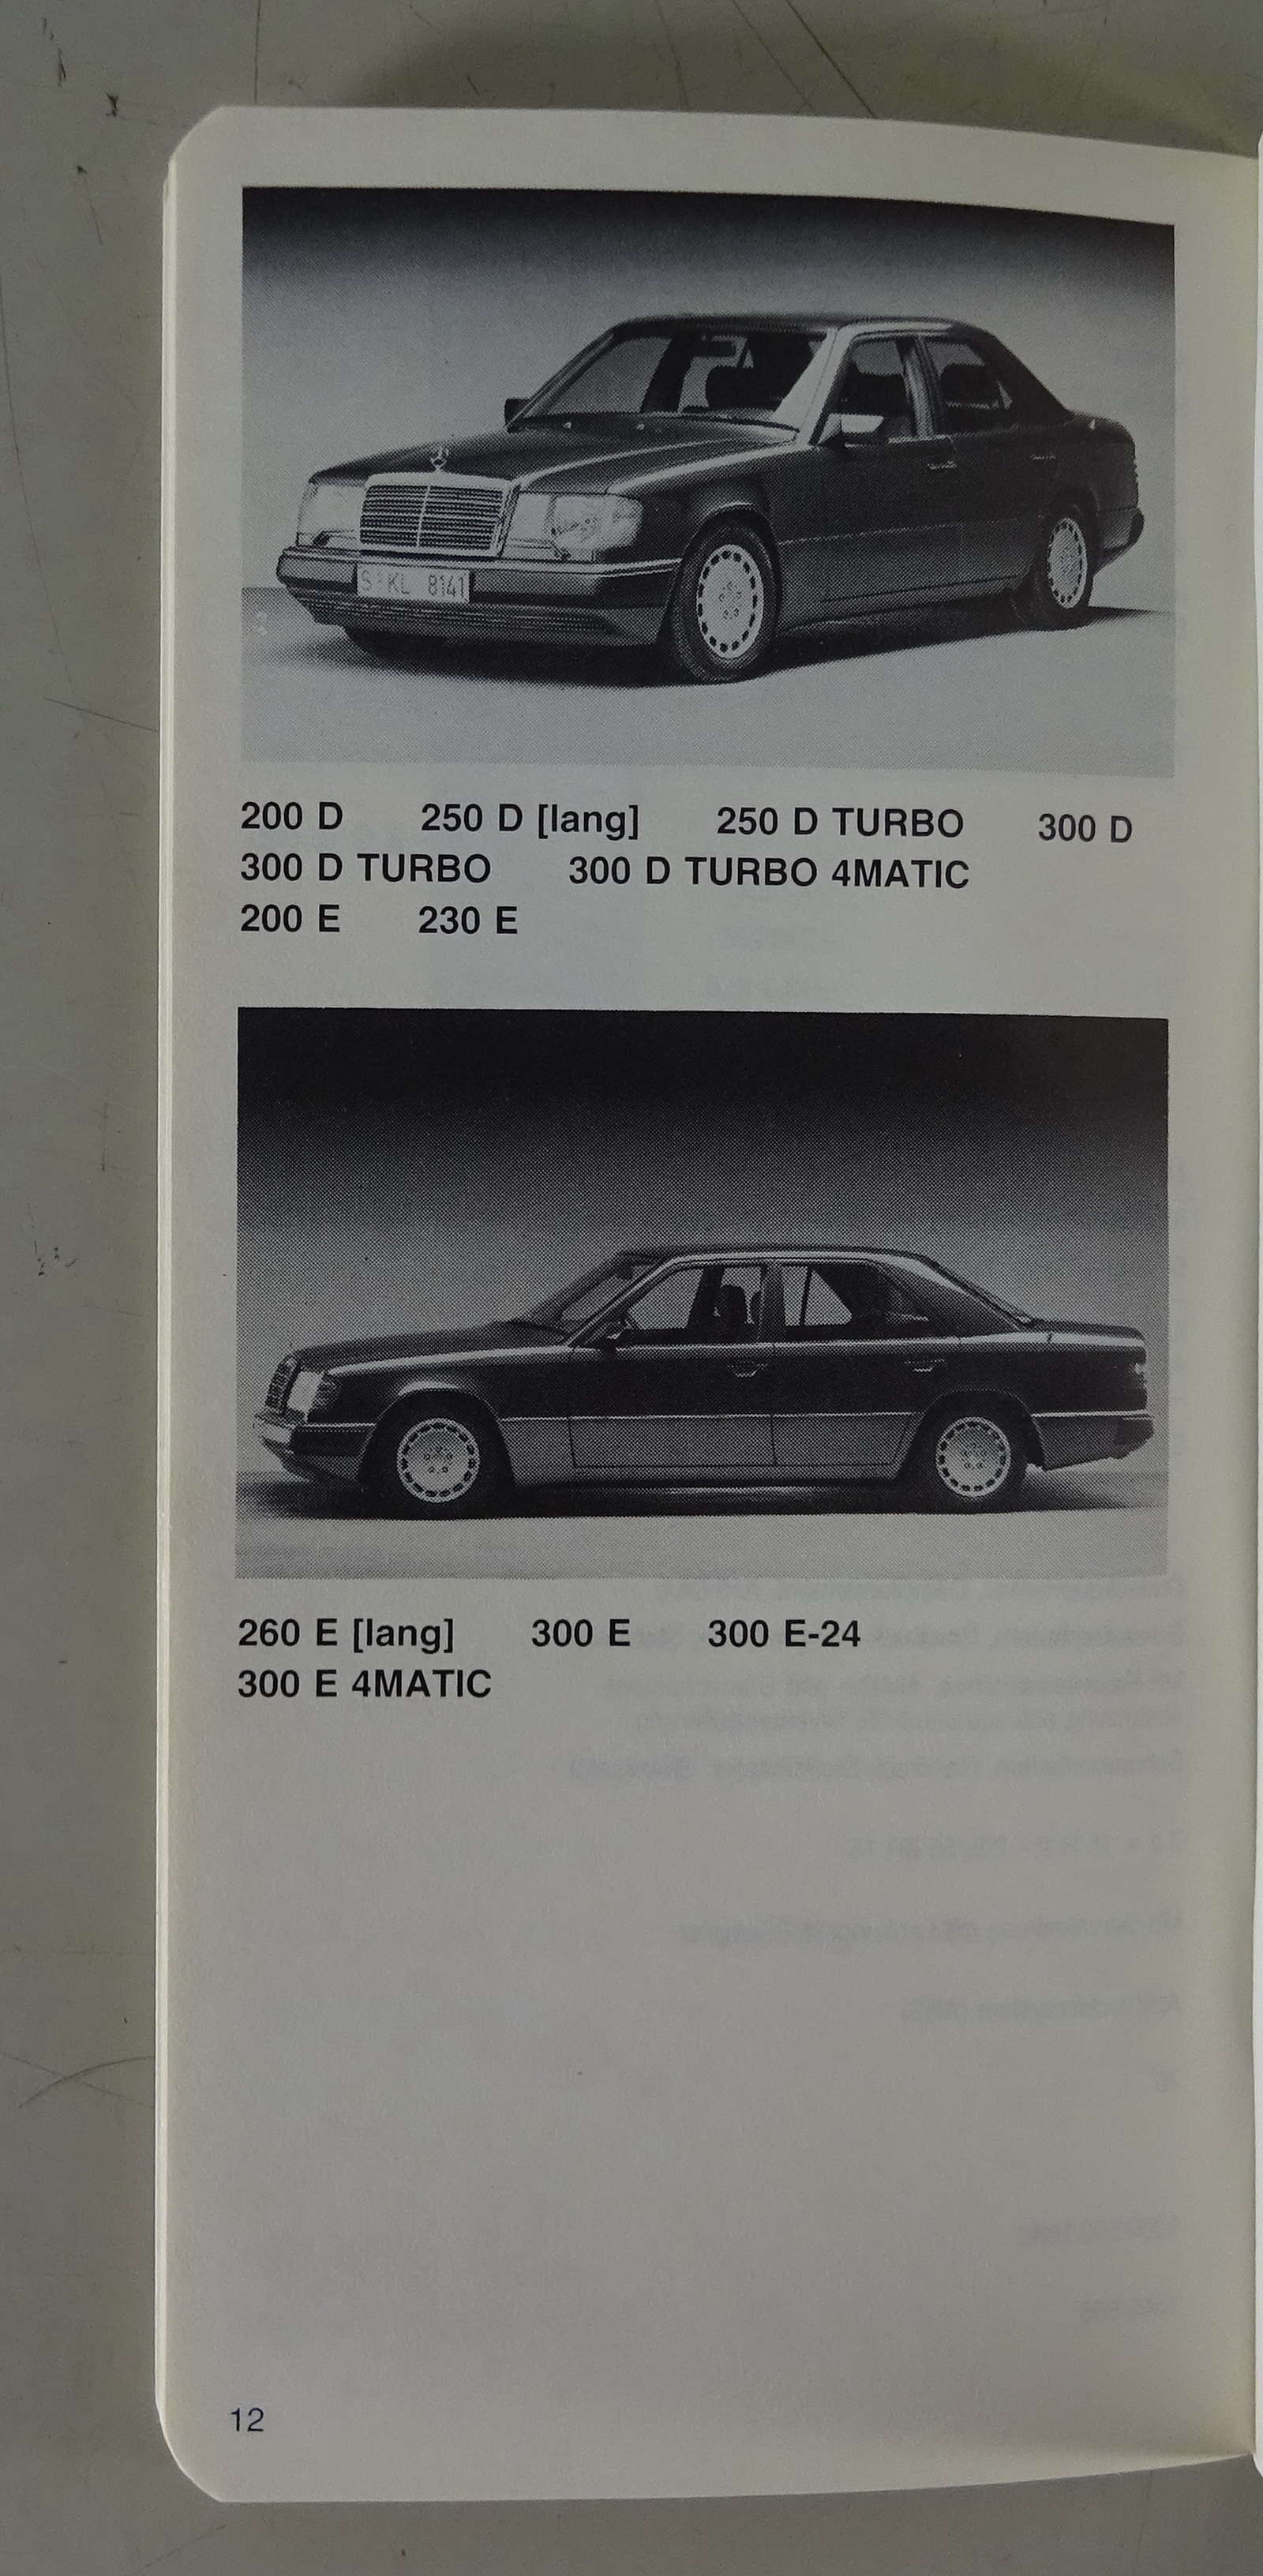 S KL 8141
200 D 250 D [lang] 250 D TURBO 300 D
300 D TURBO 300 D TURBO 4MATIC
200 E 230 E
260 E [lang] 300 E 300 E-24
300 E 4MATIC
12